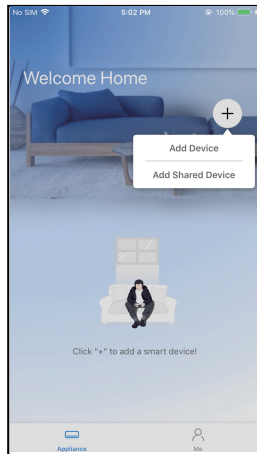 No SIM 5:02 PM 100%
Welcome Home
+
Add Device
Add Shared Device
Click "+" to add a smart device!
Appliance Me